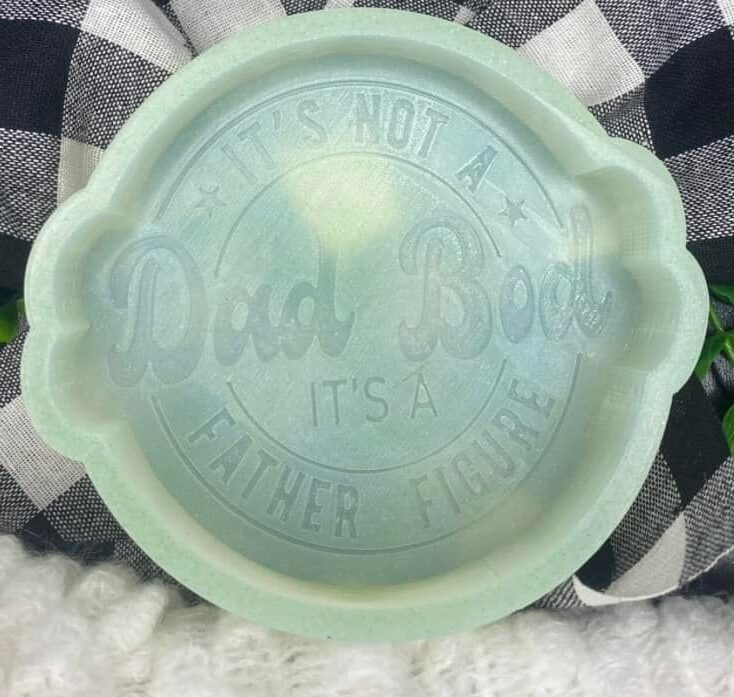 IT'S NOT A
Dad Bod
IT'S A
FATHER FIGURE